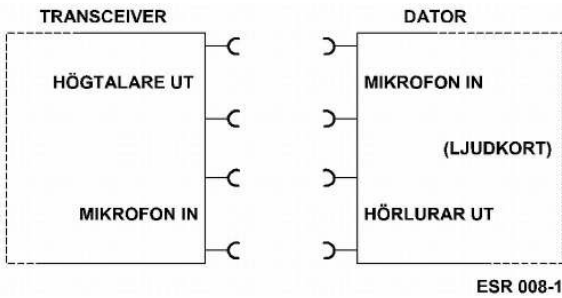 TRANSCEIVER
DATOR
HÖGTALARE UT
MIKROFON IN
(LJUDKORT)
MIKROFON IN
HÖRLURAR UT
ESR 008-1